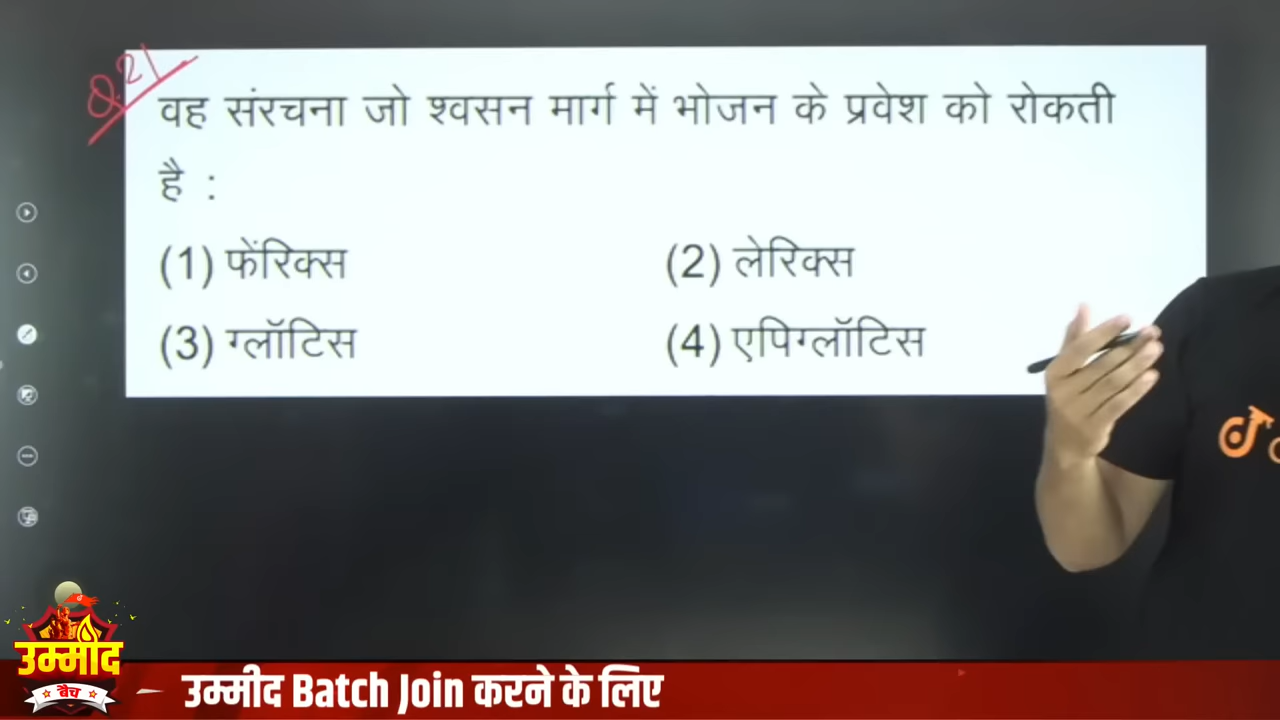 Q.21
वह संरचना जो श्वसन मार्ग में भोजन के प्रवेश को रोकती
है :
(1) फेंरिक्स (2) लेरिक्स
(3) ग्लॉटिस (4) एपिग्लॉटिस
उम्मीद
बैच
उम्मीद Batch Join करने के लिए